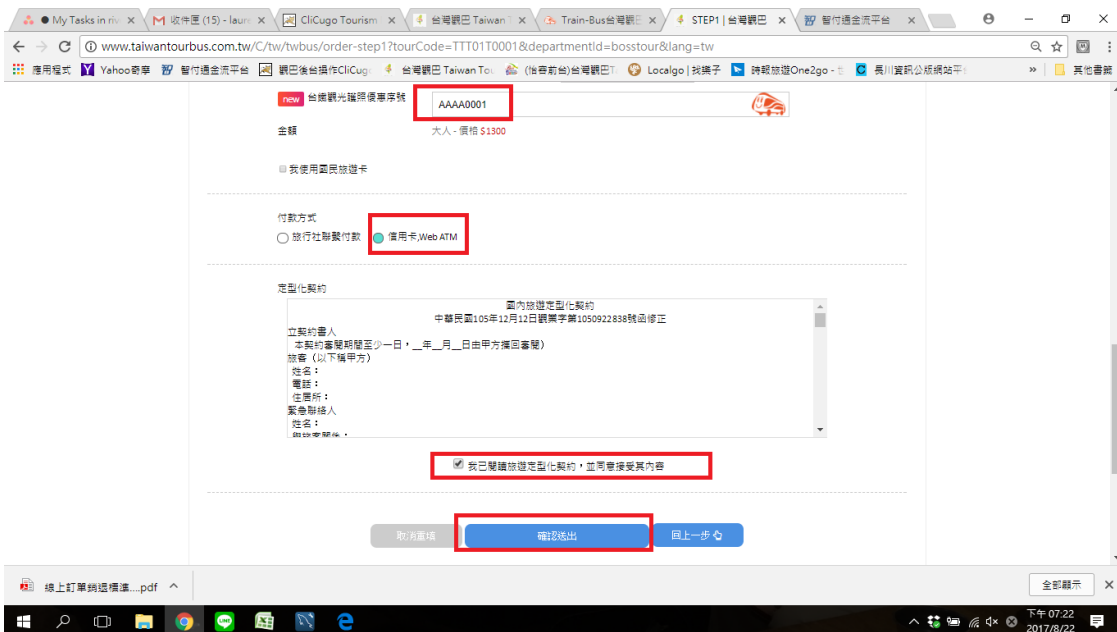 My Tasks in riv
收件匣 (15) - laure
CliCugo Tourism
台灣觀巴 Taiwan T
Train-Bus台灣觀巴
STEP1 | 台灣觀巴
智付通金流平台
www.taiwantourbus.com.tw/C/tw/twbus/order-step1?tourCode=TTT01T0001&departmentId=bosstour&lang=tw
應用程式
Yahoo奇摩
智付通金流平台
觀巴後台操作CliCugo
台灣觀巴 Taiwan Tou
(怡蓉前台)台灣觀巴T
Localgo | 找樂子
時報旅遊One2go -
長川資訊公版網站平台
»
其他書籤
new 台鐵觀光護照優惠序號
AAAA0001
金額
大人 - 價格 $1300
我使用國民旅遊卡
付款方式
旅行社聯繫付款 信用卡,Web ATM
定型化契約
國內旅遊定型化契約
中華民國105年12月12日觀業字第1050922838號函修正
立契約書人
本契約審閱期間至少一日，__年__月__日由甲方攜回審閱)
旅客（以下稱甲方）
姓名：
電話：
住居所：
緊急聯絡人
姓名：
與旅客關係：
我已閱讀旅遊定型化契約，並同意接受其內容
取消重填
確認送出
回上一步
線上訂單銷退標準....pdf
全部顯示
LINE
下午 07:22
2017/8/22